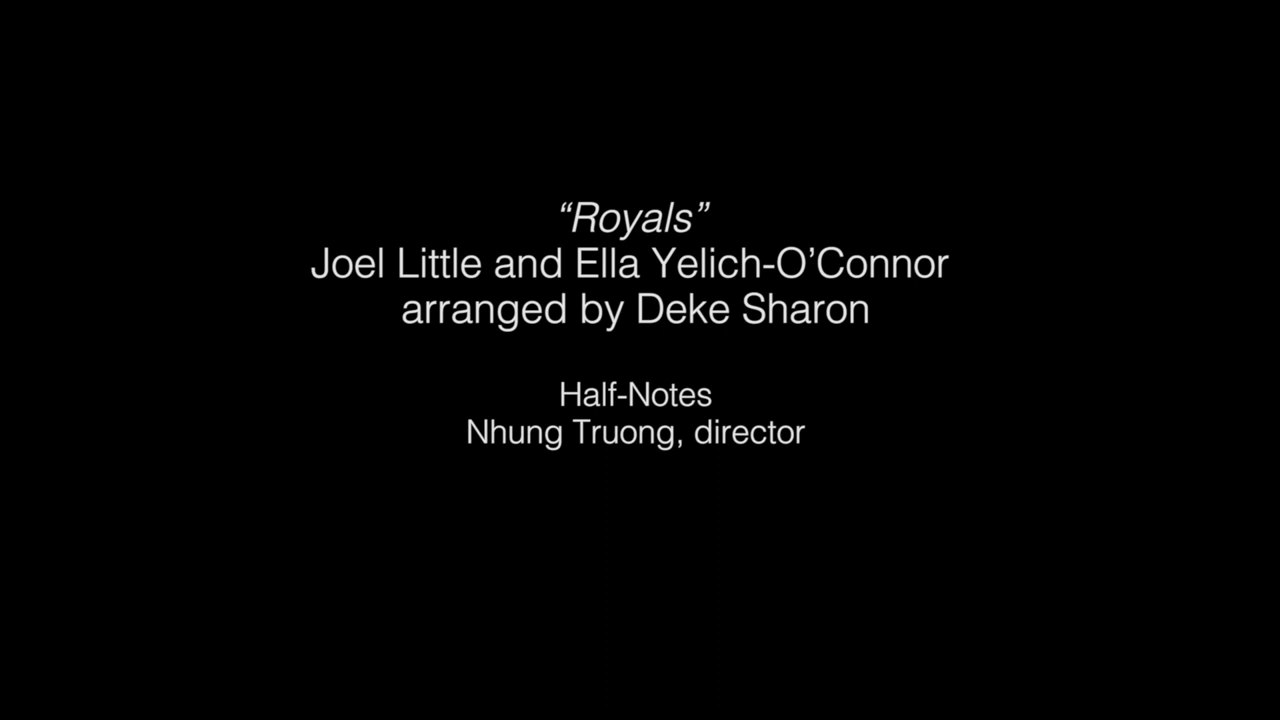 “Royals”
Joel Little and Ella Yelich-O’Connor
arranged by Deke Sharon
Half-Notes
Nhung Truong, director